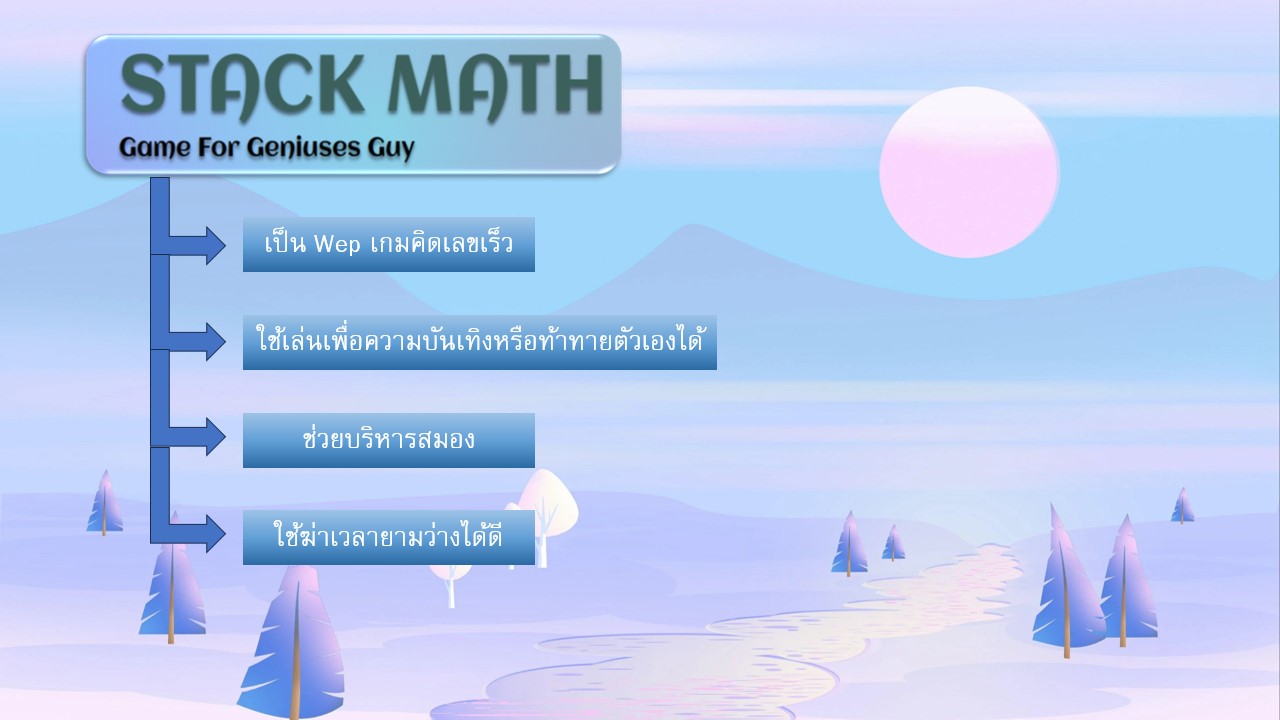 STACK MATH
Game For Geniuses Guy
เป็น Wep เกมคิดเลขเร็ว
ใช้เล่นเพื่อความบันเทิงหรือท้าทายตัวเองได้
ช่วยบริหารสมอง
ใช้ฆ่าเวลายามว่างได้ดี